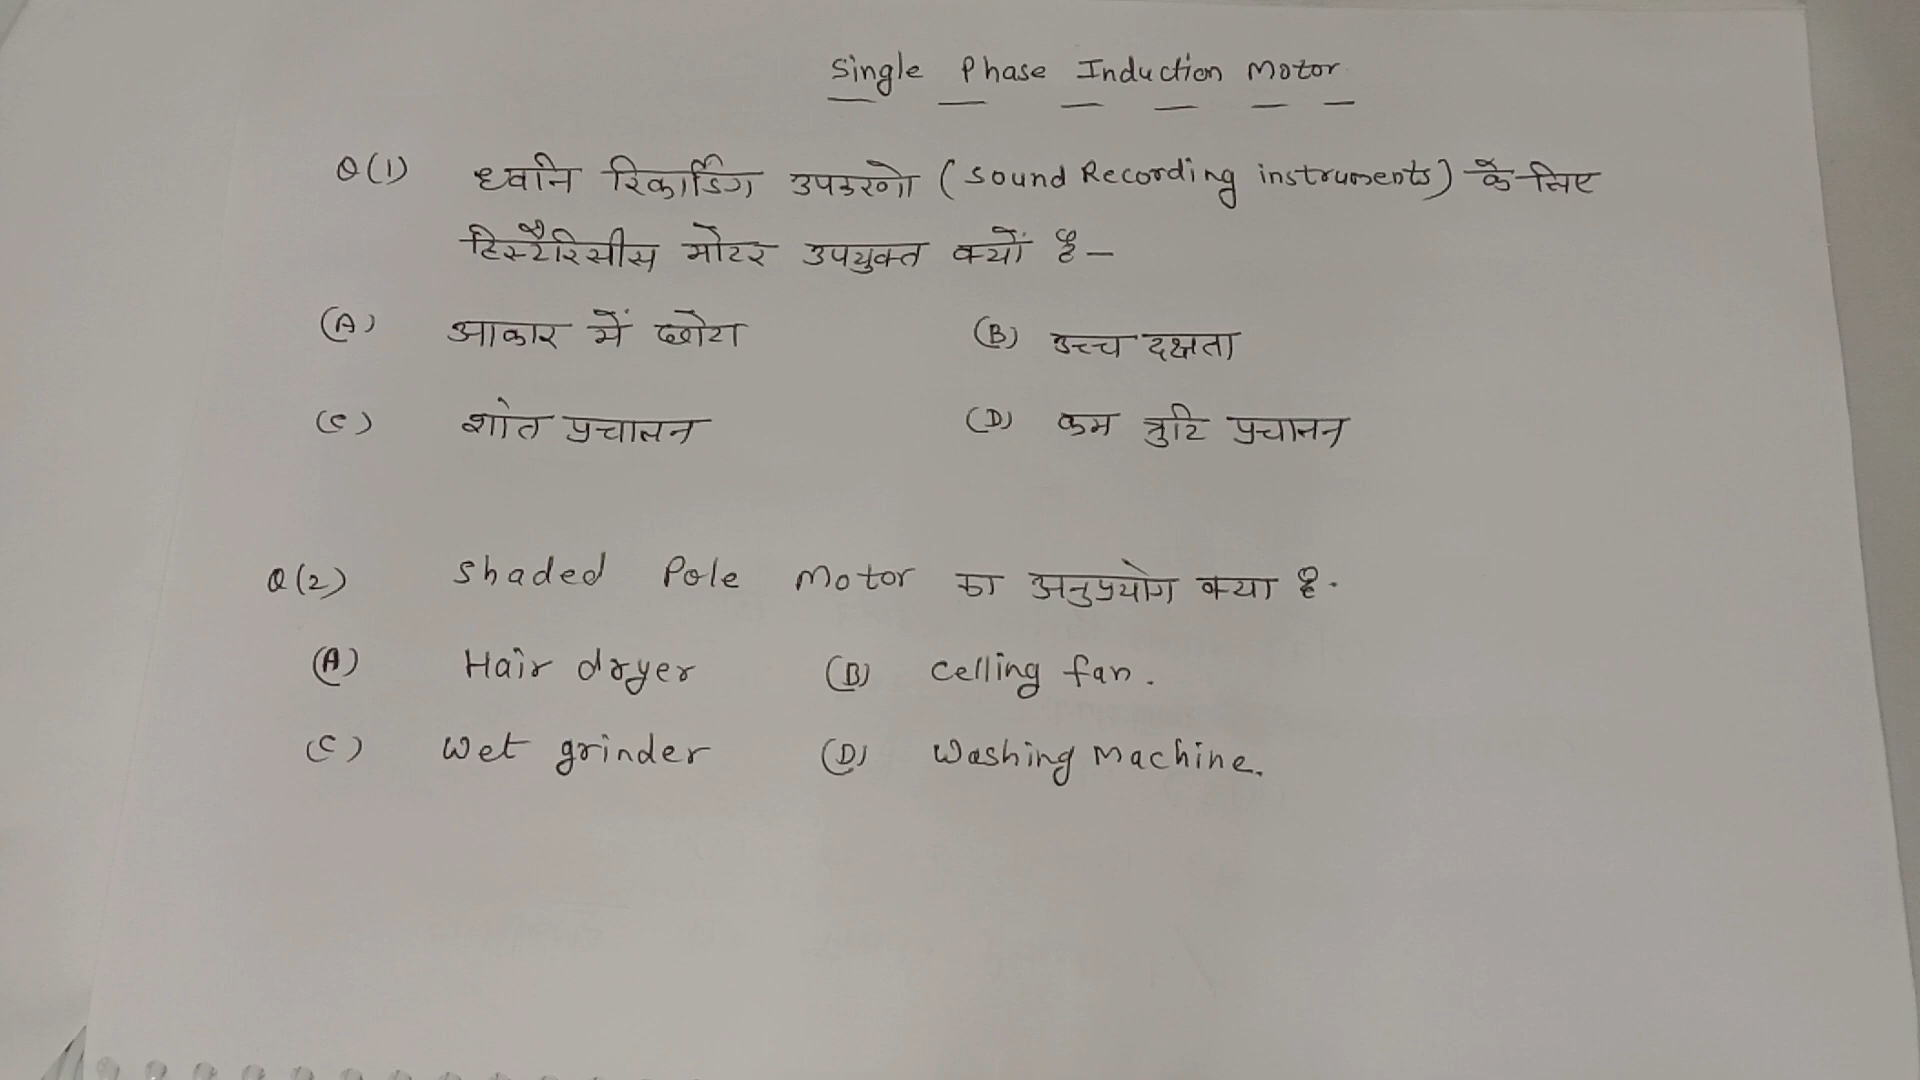 Single Phase Induction Motor
Q(1) ध्वनि रिकार्डिंग उपकरणो (Sound Recording instruments) के लिए
हिस्टैरिसीस मोटर उपयुक्त क्यों है –
(A) आकार में छोटा (B) उच्च दक्षता
(C) शांत प्रचालन (D) कम त्रुटि प्रचालन
Q(2) Shaded Pole Motor का अनुप्रयोग क्या है.
(A) Hair dryer (B) Celling fan.
(C) Wet grinder (D) Washing Machine.